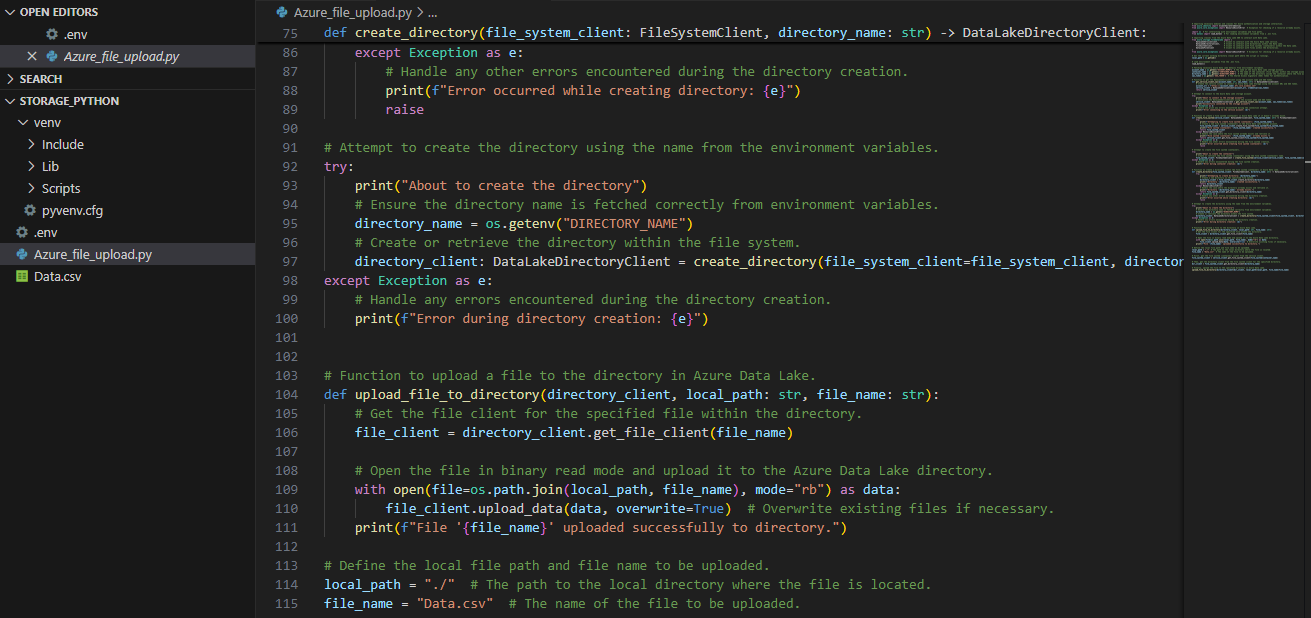 OPEN EDITORS
.env
Azure_file_upload.py
SEARCH
STORAGE_PYTHON
venv
Include
Lib
Scripts
pyvenv.cfg
.env
Azure_file_upload.py
Data.csv
Azure_file_upload.py > ...
75 def create_directory(file_system_client: FileSystemClient, directory_name: str) -> DataLakeDirectoryClient:
86 except Exception as e:
87 # Handle any other errors encountered during the directory creation.
88 print(f"Error occurred while creating directory: {e}")
89 raise
90
91 # Attempt to create the directory using the name from the environment variables.
92 try:
93 print("About to create the directory")
94 # Ensure the directory name is fetched correctly from environment variables.
95 directory_name = os.getenv("DIRECTORY_NAME")
96 # Create or retrieve the directory within the file system.
97 directory_client: DataLakeDirectoryClient = create_directory(file_system_client=file_system_client, director
98 except Exception as e:
99 # Handle any errors encountered during the directory creation.
100 print(f"Error during directory creation: {e}")
101
102
103 # Function to upload a file to the directory in Azure Data Lake.
104 def upload_file_to_directory(directory_client, local_path: str, file_name: str):
105 # Get the file client for the specified file within the directory.
106 file_client = directory_client.get_file_client(file_name)
107
108 # Open the file in binary read mode and upload it to the Azure Data Lake directory.
109 with open(file=os.path.join(local_path, file_name), mode="rb") as data:
110 file_client.upload_data(data, overwrite=True) # Overwrite existing files if necessary.
111 print(f"File '{file_name}' uploaded successfully to directory.")
112
113 # Define the local file path and file name to be uploaded.
114 local_path = "./" # The path to the local directory where the file is located.
115 file_name = "Data.csv" # The name of the file to be uploaded.